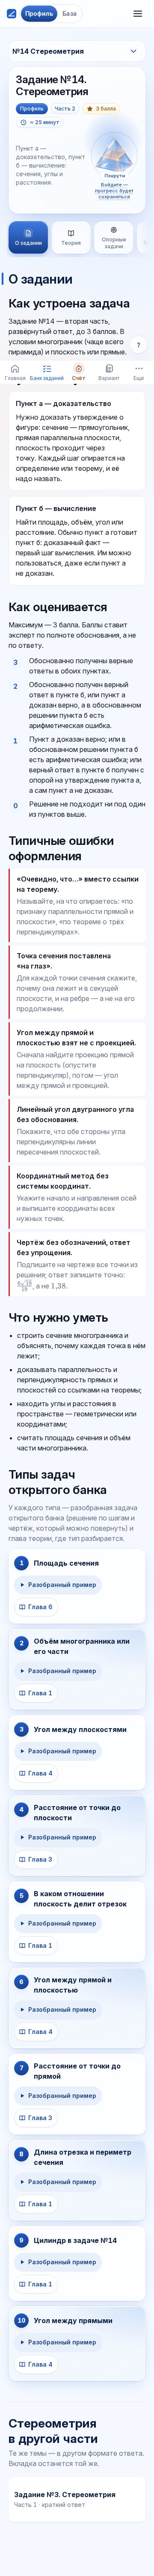 Профиль
База
№14 Стереометрия
Задание №14.
Стереометрия
Профиль
Часть 2
3 балла
≈ 25 минут
Пункт а —
доказательство, пункт
б — вычисление:
сечения, углы и
расстояния.
Покрути
Войдите —
прогресс будет
сохраняться
О задании
Теория
Опорные
задачи
О задании
Как устроена задача
Задание №14 — вторая часть,
развёрнутый ответ, до 3 баллов. В
условии многогранник (чаще всего
пирамида) и плоскость или прямые.
?
Главная
Банк заданий
Счёт
Вариант
Ещё
Пункт а — доказательство
Нужно доказать утверждение о
фигуре: сечение — прямоугольник,
прямая параллельна плоскости,
плоскость проходит через
точку. Каждый шаг опирается на
определение, теорему и её
надо назвать.
Пункт б — вычисление
Найти площадь, объём, угол или
расстояние. Обычно пункт а готовит
пункт б: доказанный факт —
первый шаг вычисления. Им можно
пользоваться, даже если пункт а
не доказан.
Как оценивается
Максимум — 3 балла. Баллы ставит
эксперт за полноте обоснования, а не
по ответу.
3
Обоснованно получены верные
ответы в обоих пунктах.
2
Обоснованно получен верный
ответ в пункте б, или пункт а
доказан верно, а в обоснованном
решении пункта б есть
арифметическая ошибка.
1
Пункт а доказан верно; или в
обоснованном решении пункта б
есть арифметическая ошибка; или
верный ответ в пункте б получен с
опорой на утверждение пункта а,
а сам пункт а не доказан.
0
Решение не подходит ни под один
из пунктов выше.
Типичные ошибки
оформления
«Очевидно, что…» вместо ссылки
на теорему.
Называйте, на что опираетесь: «по
признаку параллельности прямой и
плоскости», «по теореме о трёх
перпендикулярах».
Точка сечения поставлена
«на глаз».
Для каждой точки сечения скажите,
почему она лежит и в секущей
плоскости, и на ребре — а не на его
продолжении.
Угол между прямой и
плоскостью взят не с проекцией.
Сначала найдите проекцию прямой
на плоскость (опустите
перпендикуляр), потом — угол
между прямой и проекцией.
Линейный угол двугранного угла
без обоснования.
Покажите, что обе стороны угла
перпендикулярны линии
пересечения плоскостей.
Координатный метод без
системы координат.
Укажите начало и направления осей
и выпишите координаты всех
нужных точек.
Чертёж без обозначений, ответ
без упрощения.
Подпишите на чертеже все точки из
решения; ответ запишите точно:
, а не 1,38.
Что нужно уметь
строить сечение многогранника и
объяснять, почему каждая точка в нём
лежит;
доказывать параллельность и
перпендикулярность прямых и
плоскостей со ссылками на теоремы;
находить углы и расстояния в
пространстве — геометрически или
координатами;
считать площадь сечения и объём
части многогранника.
Типы задач
открытого банка
У каждого типа — разобранная задача
открытого банка (решение по шагам и
чертёж, который можно повернуть) и
глава теории, где тип разбирается.
1 Площадь сечения
Разобранный пример
Глава 6
2 Объём многогранника или
его части
Разобранный пример
Глава 1
3 Угол между плоскостями
Разобранный пример
Глава 4
4 Расстояние от точки до
плоскости
Разобранный пример
Глава 3
5 В каком отношении
плоскость делит отрезок
Разобранный пример
Глава 1
6 Угол между прямой и
плоскостью
Разобранный пример
Глава 4
7 Расстояние от точки до
прямой
Разобранный пример
Глава 3
8 Длина отрезка и периметр
сечения
Разобранный пример
Глава 1
9 Цилиндр в задаче №14
Разобранный пример
Глава 1
10 Угол между прямыми
Разобранный пример
Глава 4
Стереометрия
в другой части
Те же темы — в другом формате ответа.
Вкладка останется той же.
Задание №3. Стереометрия
Часть 1 · краткий ответ